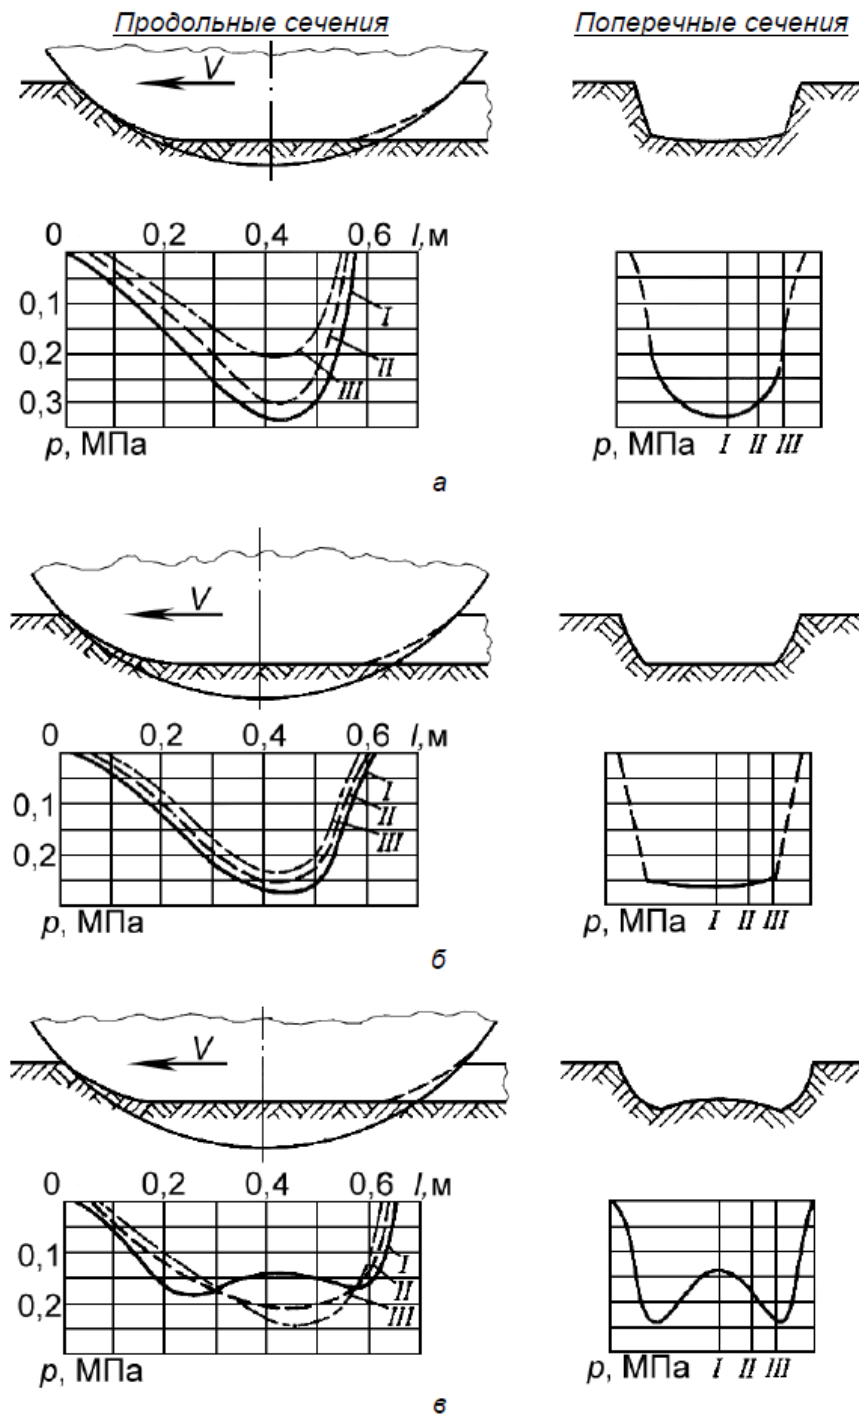 Продольные сечения Поперечные сечения
V
0 0,2 0,4 0,6 l, м
0,1
0,2
0,3
I
II
III
p, МПа
p, МПа I II III
а
V
0 0,2 0,4 0,6 l, м
0,1
0,2
I
II
III
p, МПа
p, МПа I II III
б
V
0 0,2 0,4 0,6 l, м
0,1
0,2
I
II
III
p, МПа
p, МПа I II III
в